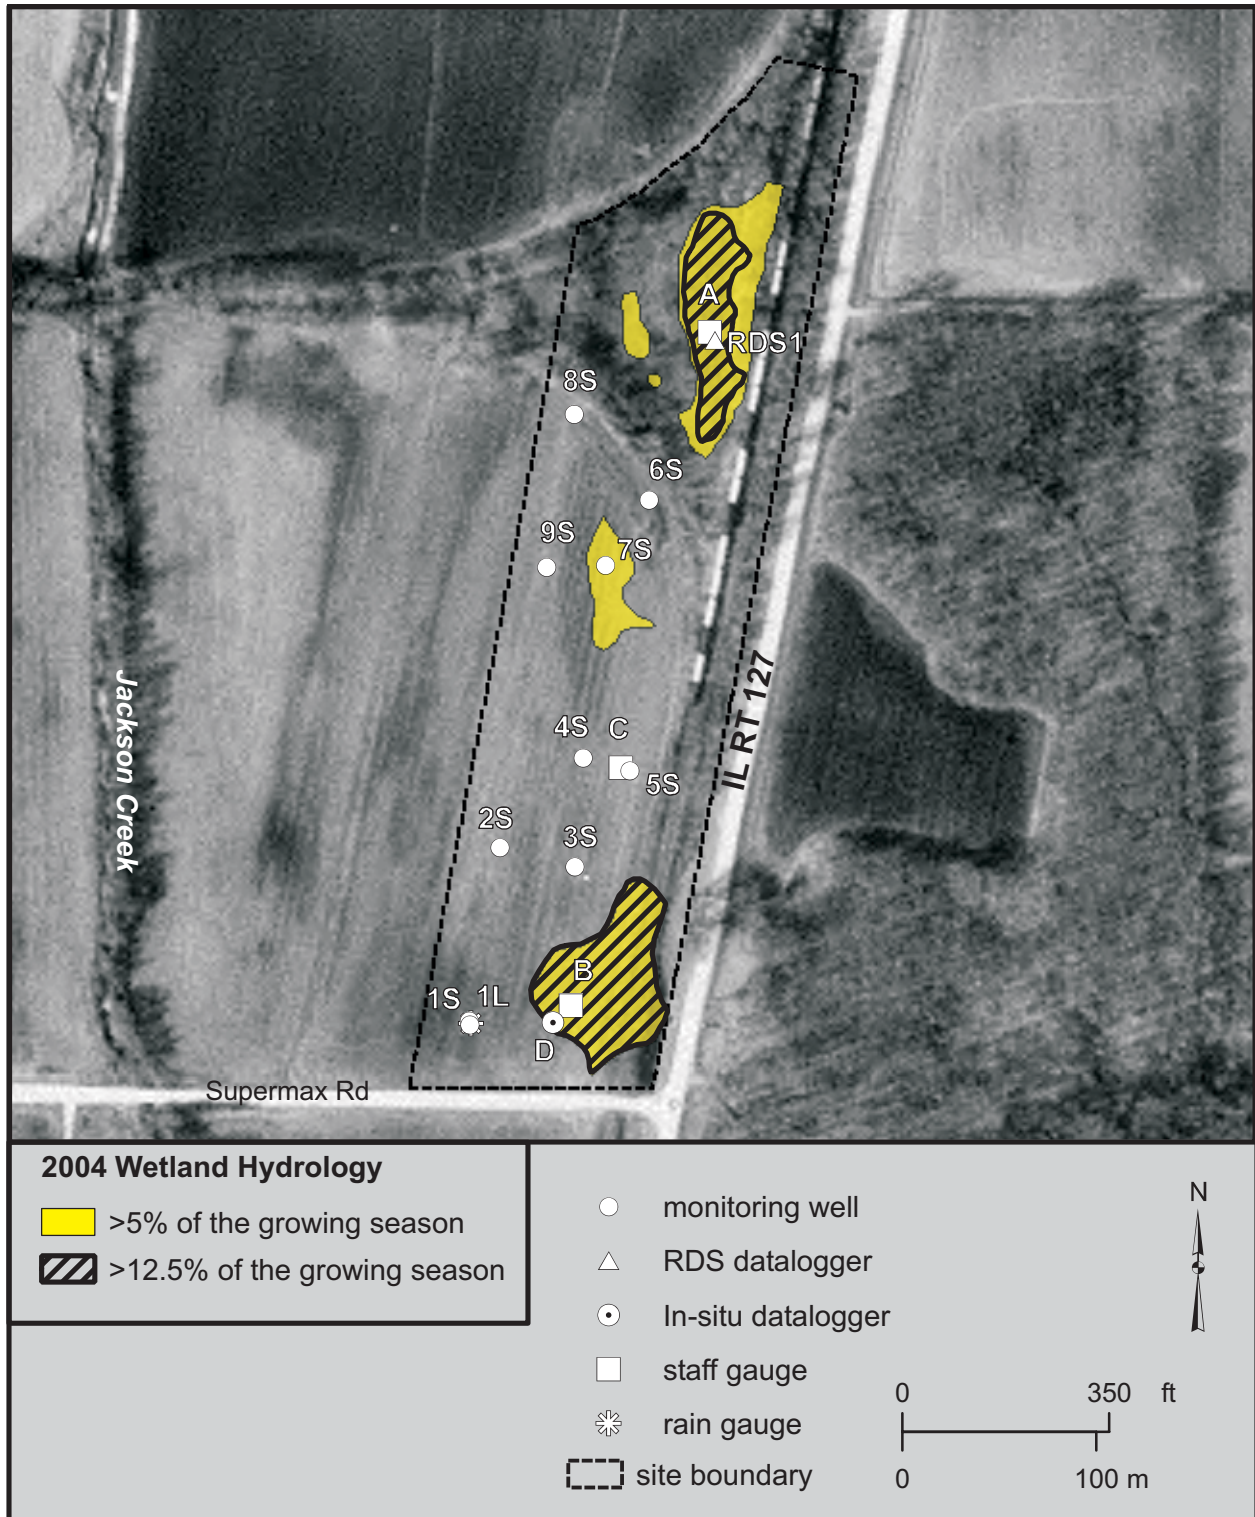 A
RDS1
8S
6S
9S
7S
Jackson Creek
IL RT 127
4S
C
5S
2S
3S
B
1S
1L
D
Supermax Rd
2004 Wetland Hydrology
>5% of the growing season
>12.5% of the growing season
monitoring well
RDS datalogger
In-situ datalogger
staff gauge
rain gauge
site boundary
N
0 350 ft
0 100 m